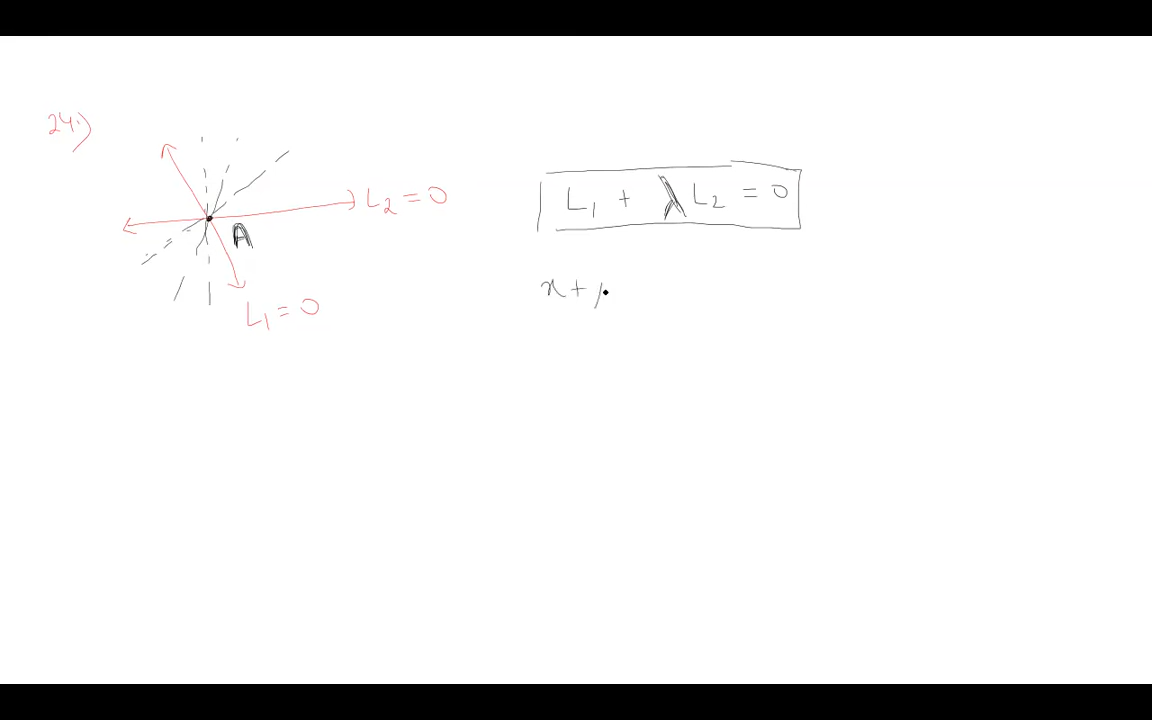 24.)
L₁ + λL₂ = 0
L₂ = 0
A
x +
L₁ = 0